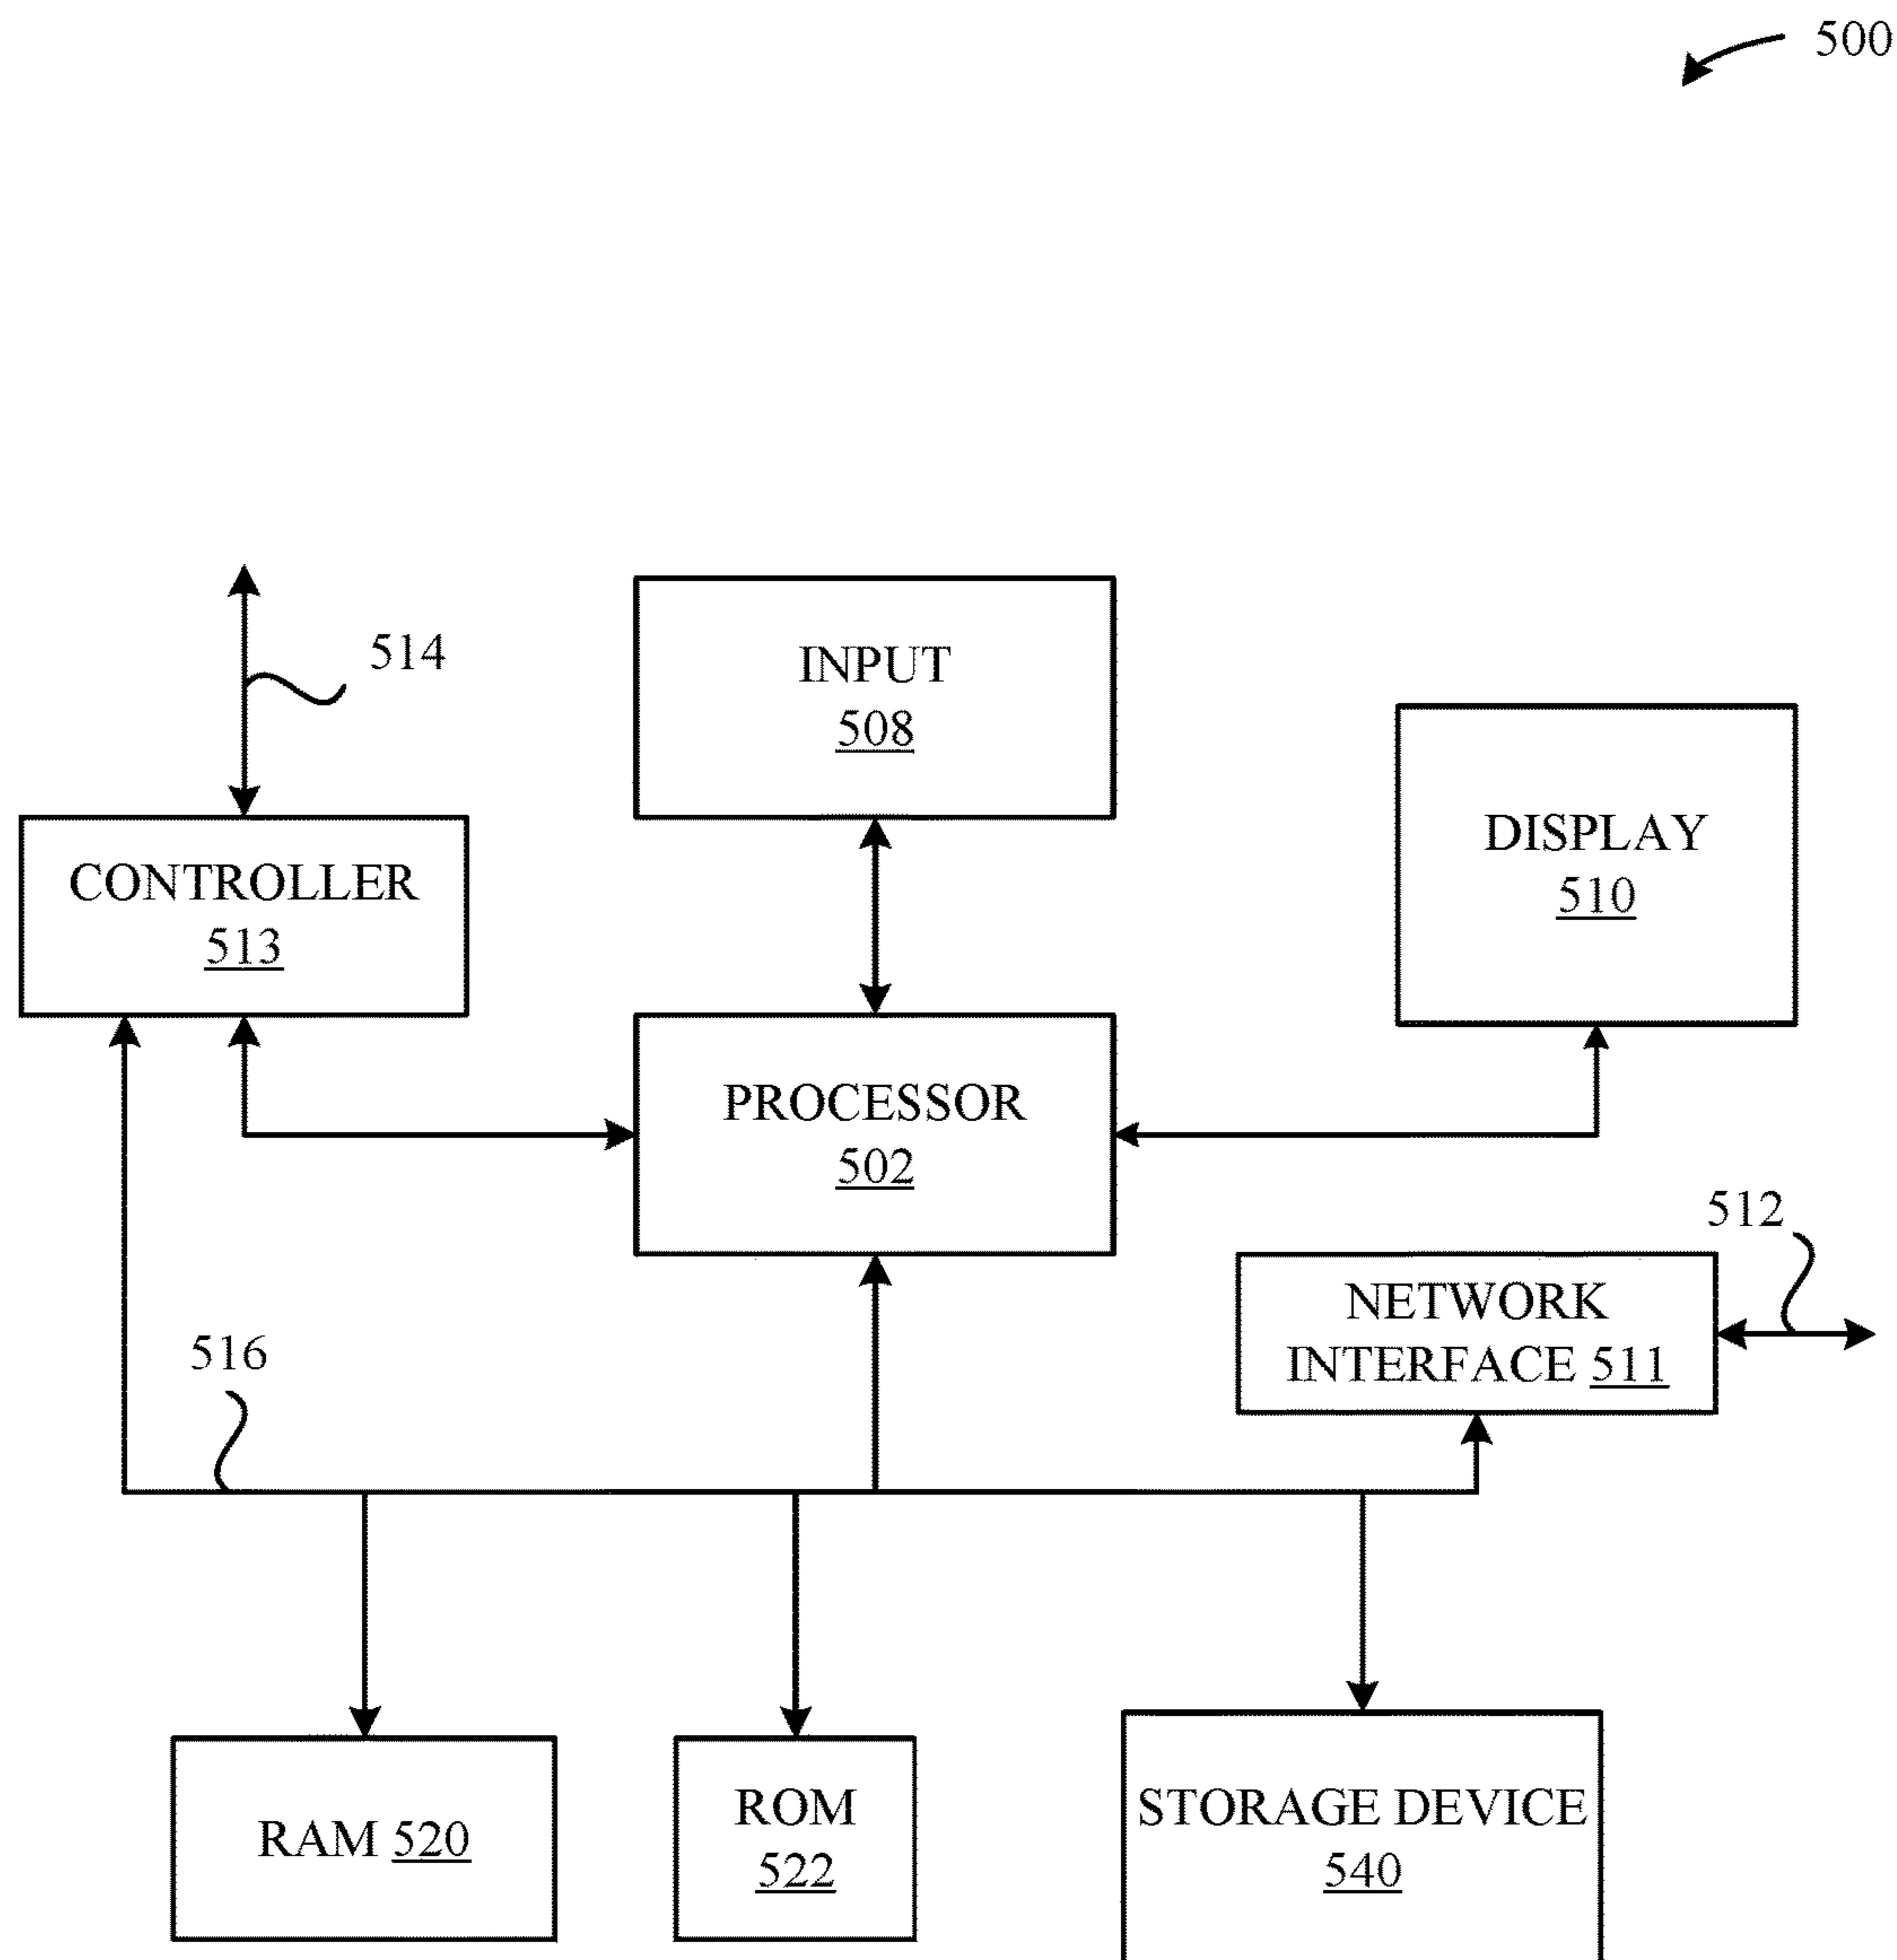 500
514
INPUT
508
DISPLAY
510
CONTROLLER
513
PROCESSOR
502
512
NETWORK
INTERFACE 511
516
RAM 520
ROM
522
STORAGE DEVICE
540